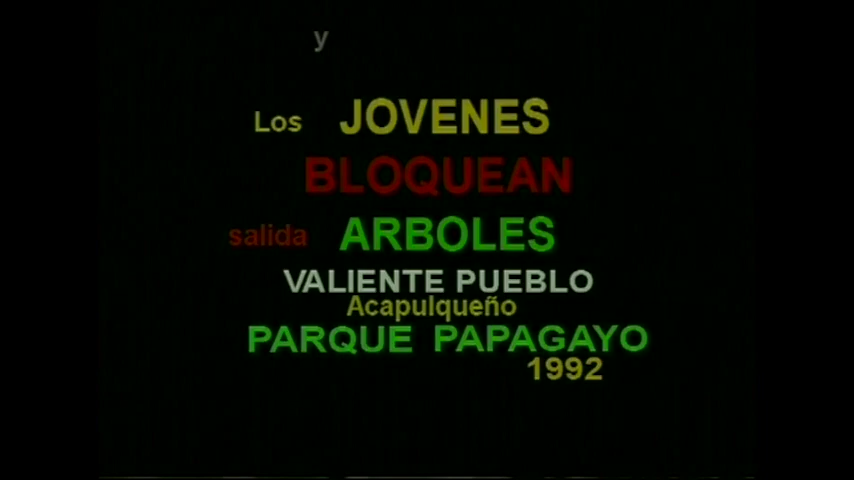 y
Los JOVENES
BLOQUEAN
salida ARBOLES
VALIENTE PUEBLO
Acapulqueño
PARQUE PAPAGAYO
1992